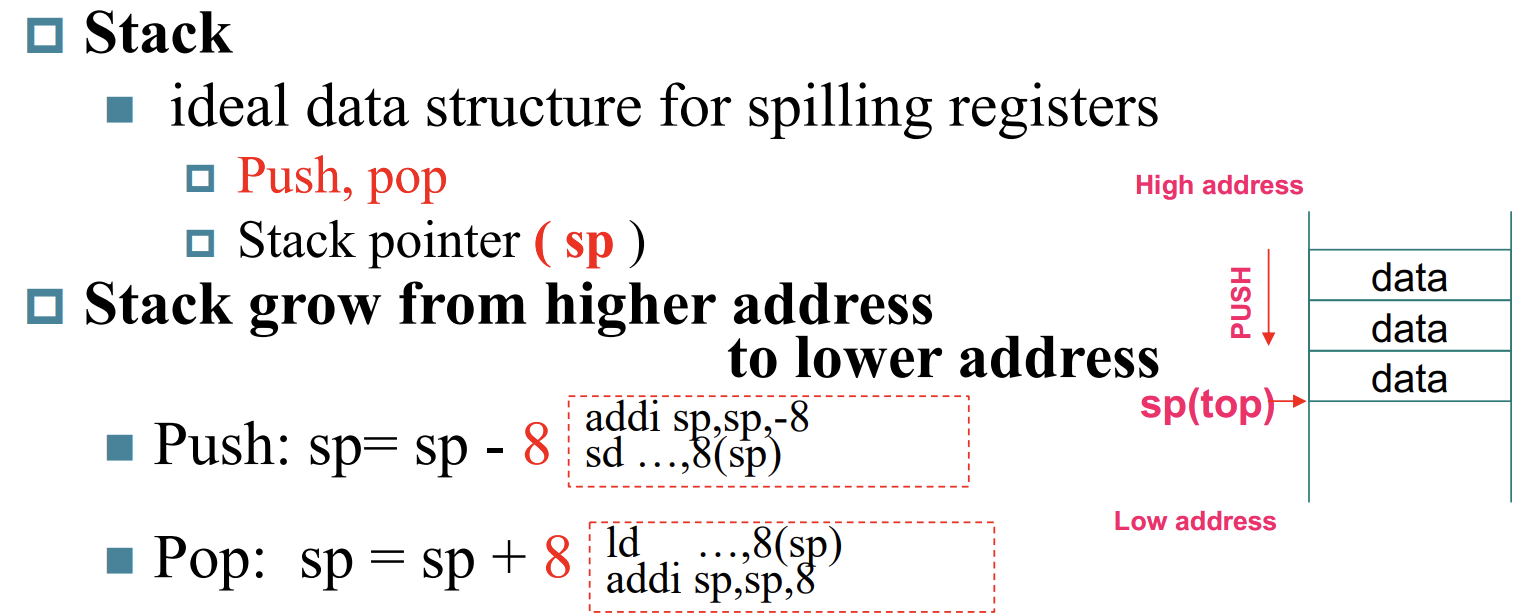 Stack
ideal data structure for spilling registers
Push, pop
Stack pointer ( sp )
Stack grow from higher address
to lower address
Push: sp= sp - 8
addi sp,sp,-8
sd ...,8(sp)
Pop: sp = sp + 8
ld ...,8(sp)
addi sp,sp,8
High address
PUSH
data
data
data
sp(top)
Low address